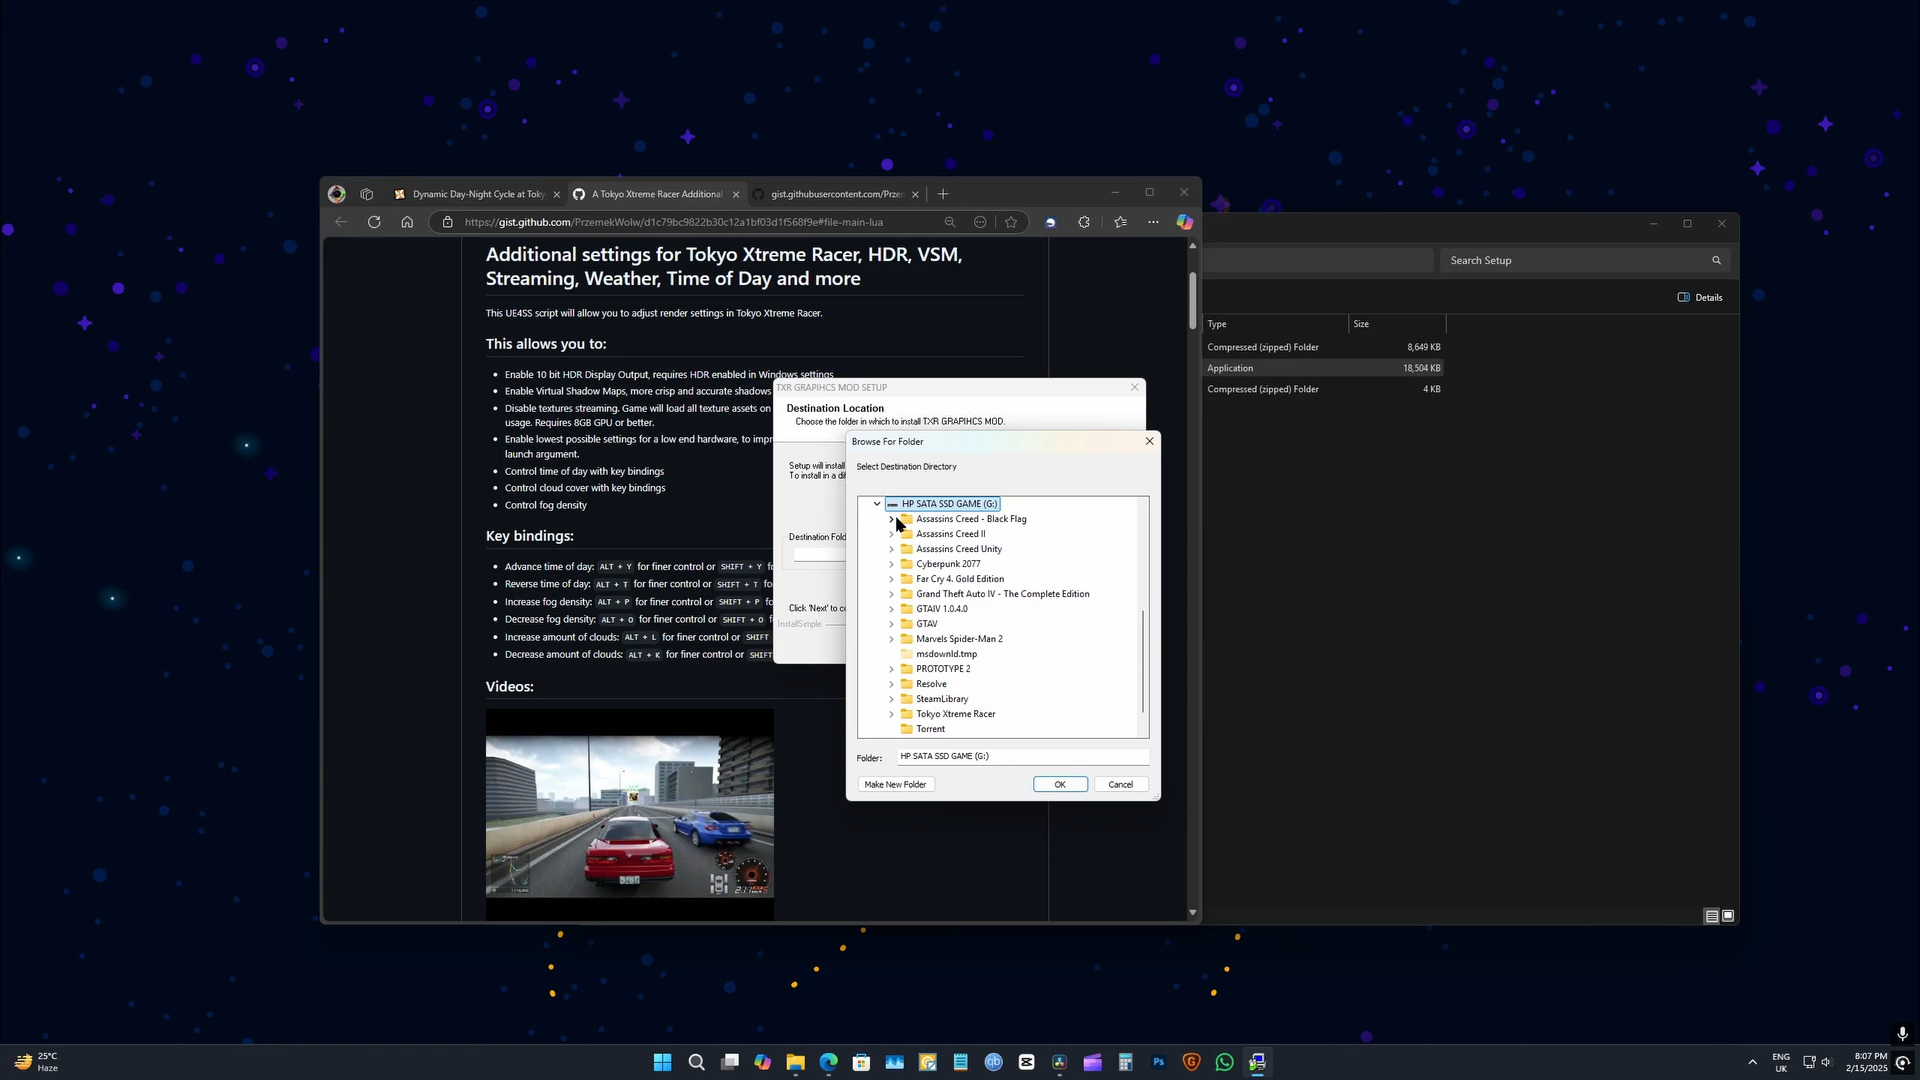 Dynamic Day-Night Cycle at Toky
A Tokyo Xtreme Racer Additional
gist.githubusercontent.com/Prze
https://gist.github.com/PrzemekWolw/d1c79bc9822b30c12a1bf03d1f568f9e#file-main-lua
Additional settings for Tokyo Xtreme Racer, HDR, VSM,
Streaming, Weather, Time of Day and more
This UE4SS script will allow you to adjust render settings in Tokyo Xtreme Racer.
This allows you to:
Enable 10 bit HDR Display Output, requires HDR enabled in Windows settings
Enable Virtual Shadow Maps, more crisp and accurate shadows
Disable textures streaming. Game will load all texture assets on
usage. Requires 8GB GPU or better.
Enable lowest possible settings for a low end hardware, to impr
launch argument.
Control time of day with key bindings
Control cloud cover with key bindings
Control fog density
Key bindings:
Advance time of day: ALT + Y for finer control or SHIFT + Y fo
Reverse time of day: ALT + T for finer control or SHIFT + T fo
Increase fog density: ALT + P for finer control or SHIFT + P fo
Decrease fog density: ALT + O for finer control or SHIFT + O fo
Increase amount of clouds: ALT + L for finer control or SHIFT
Decrease amount of clouds: ALT + K for finer control or SHIFT
Videos:
TXR GRAPIHCS MOD SETUP
Destination Location
Choose the folder in which to install TXR GRAPIHCS MOD.
Setup will install
To install in a di
Destination Fold
Click 'Next' to co
InstallSimple
Browse For Folder
Select Destination Directory
HP SATA SSD GAME (G:)
Assassins Creed - Black Flag
Assassins Creed II
Assassins Creed Unity
Cyberpunk 2077
Far Cry 4. Gold Edition
Grand Theft Auto IV - The Complete Edition
GTAIV 1.0.4.0
GTAV
Marvels Spider-Man 2
msdownld.tmp
PROTOTYPE 2
Resolve
SteamLibrary
Tokyo Xtreme Racer
Torrent
Folder: HP SATA SSD GAME (G:)
Make New Folder OK Cancel
Search Setup
Details
Type Size
Compressed (zipped) Folder 8,649 KB
Application 18,504 KB
Compressed (zipped) Folder 4 KB
25°C
Haze
Ps
ENG
UK
8:07 PM
2/15/2025